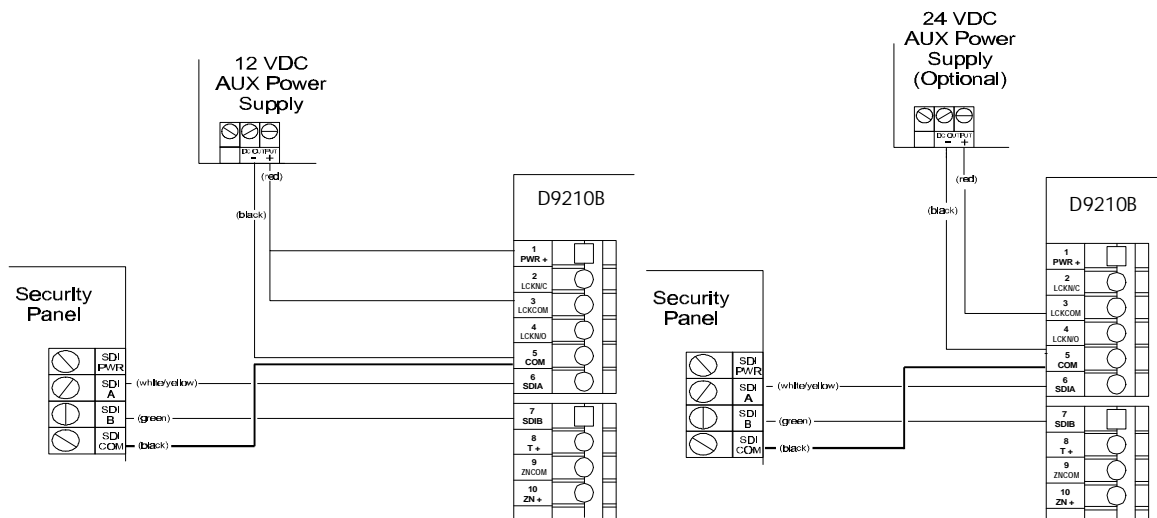 12 VDC
AUX Power
Supply
DC OUTPUT
- +
(red)
(black)
D9210B
1
PWR +
2
LCKN/C
3
LCKCOM
4
LCKN/O
5
COM
6
SDIA
7
SDIB
8
T +
9
ZNCOM
10
ZN +
Security
Panel
SDI
PWR
SDI
A
SDI
B
SDI
COM
(white/yellow)
(green)
(black)
24 VDC
AUX Power
Supply
(Optional)
DC OUTPUT
- +
(red)
(black)
D9210B
1
PWR +
2
LCKN/C
3
LCKCOM
4
LCKN/O
5
COM
6
SDIA
7
SDIB
8
T +
9
ZNCOM
10
ZN +
Security
Panel
SDI
PWR
SDI
A
SDI
B
SDI
COM
(white/yellow)
(green)
(black)